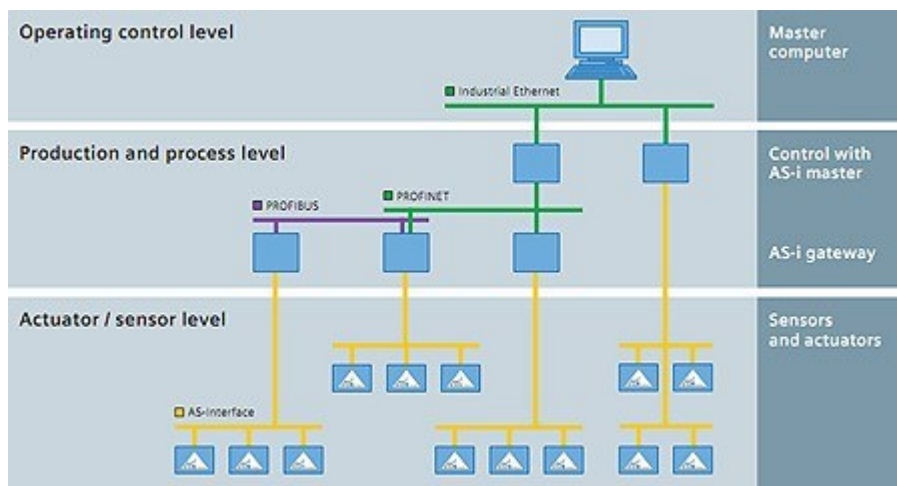 Operating control level
Master
computer
Industrial Ethernet
Production and process level
Control with
AS-i master
PROFINET
PROFIBUS
AS-i gateway
Actuator / sensor level
Sensors
and actuators
AS-Interface